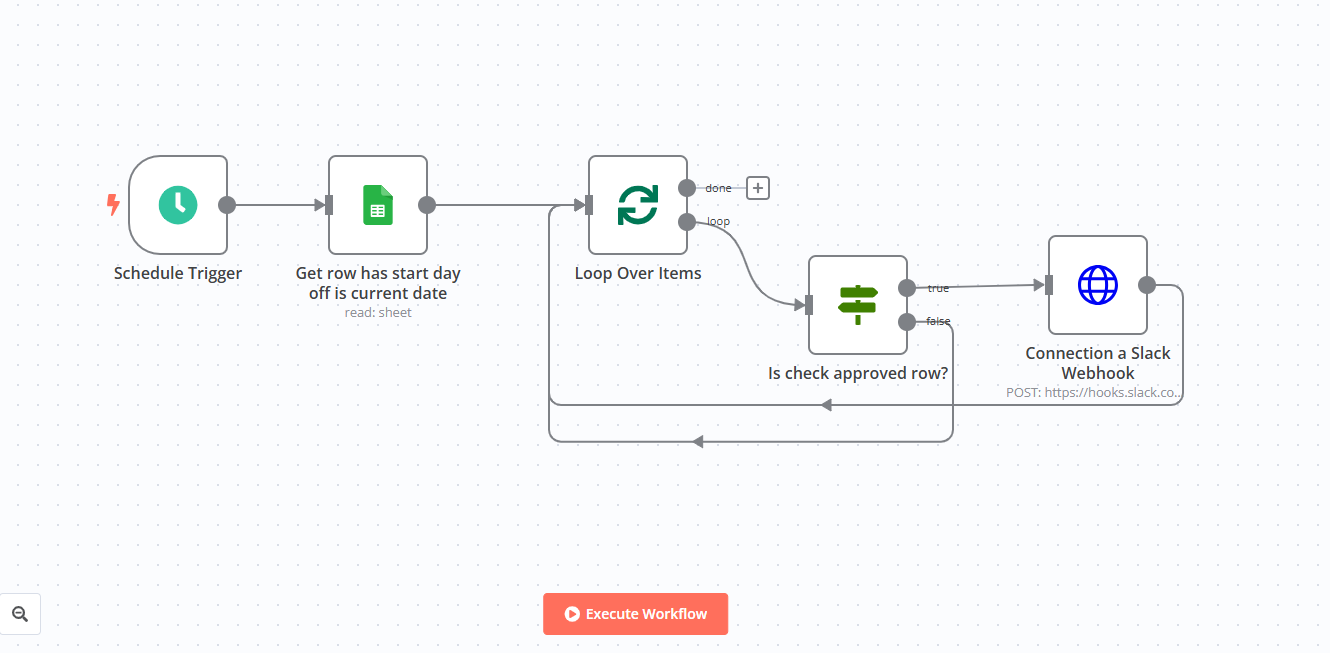 done
loop
Schedule Trigger
Get row has start day
off is current date
read: sheet
Loop Over Items
true
false
Is check approved row?
Connection a Slack
Webhook
POST: https://hooks.slack.co...
Execute Workflow